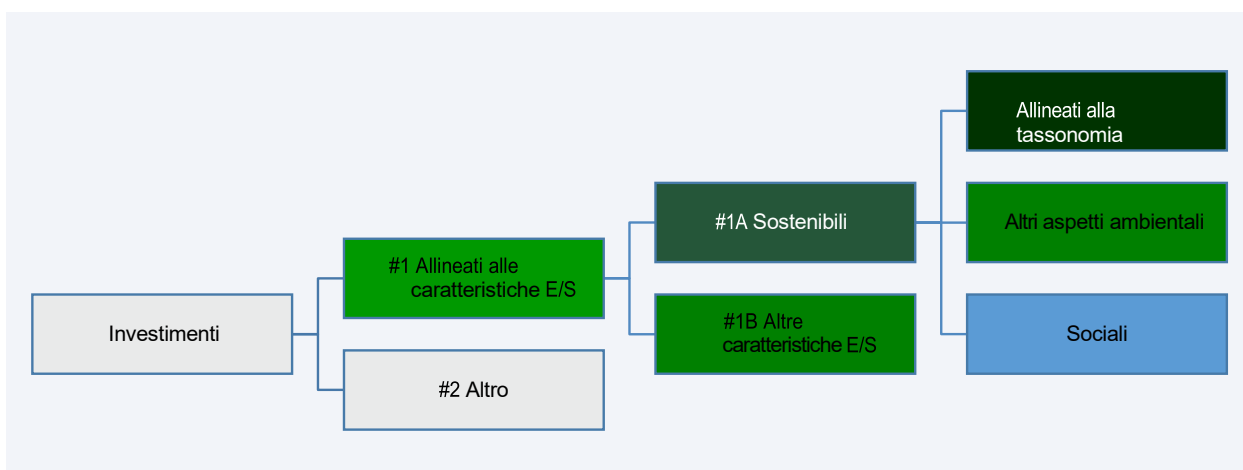 Investimenti
#1 Allineati alle
caratteristiche E/S
#2 Altro
#1A Sostenibili
#1B Altre
caratteristiche E/S
Allineati alla
tassonomia
Altri aspetti ambientali
Sociali